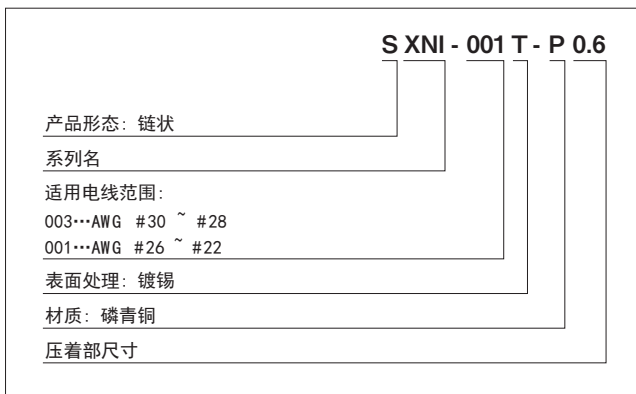 S XNI - 001 T - P 0.6
产品形态: 链状
系列名
适用电线范围:
003…AWG #30 ~ #28
001…AWG #26 ~ #22
表面处理: 镀锡
材质: 磷青铜
压着部尺寸